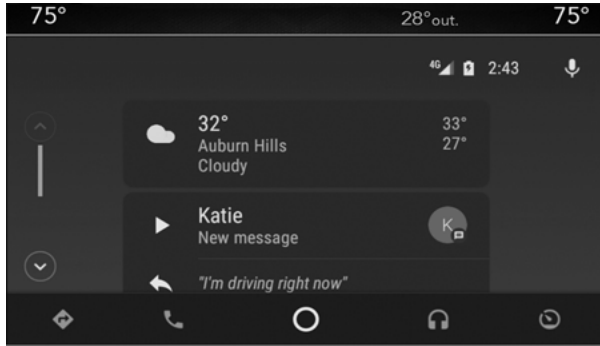 75° 28°out. 75°
4G 2:43
32° 33°
Auburn Hills 27°
Cloudy
Katie
New message
K
"I'm driving right now"